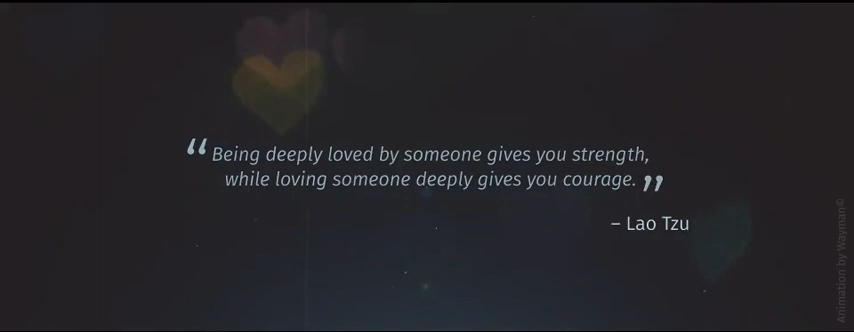 “Being deeply loved by someone gives you strength,
while loving someone deeply gives you courage.”
– Lao Tzu
Animation by Wayman©